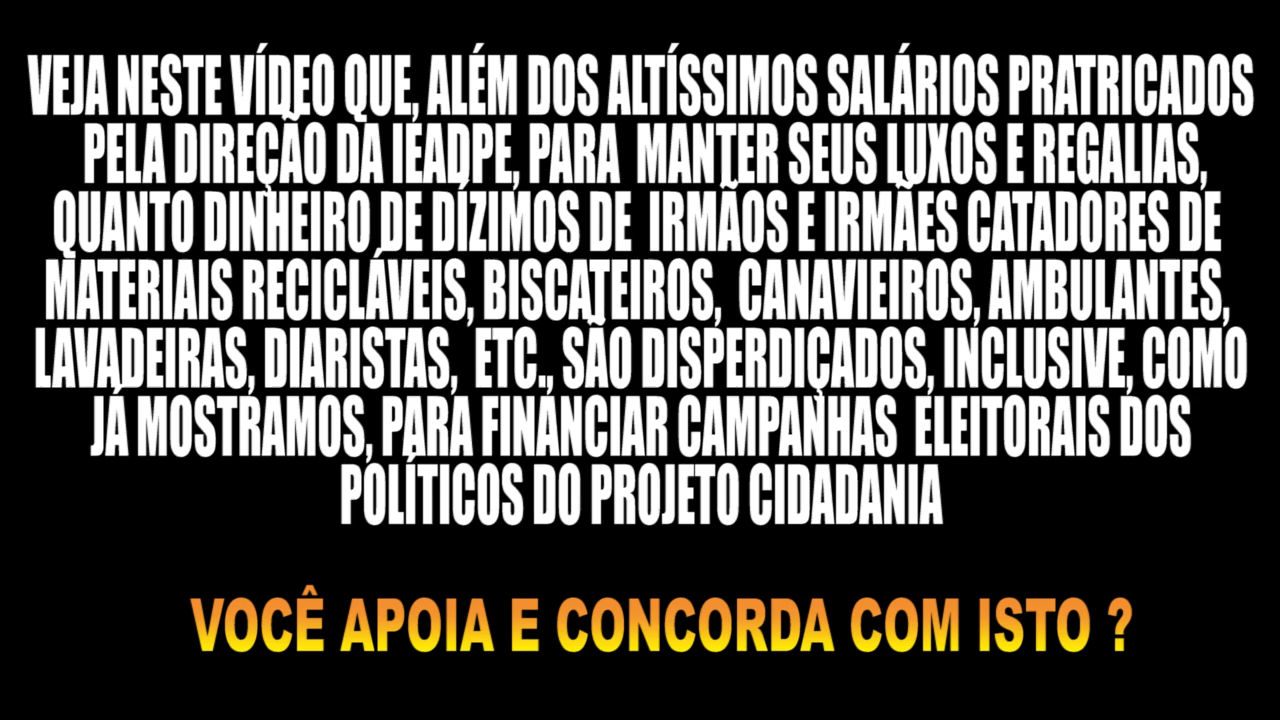 VEJA NESTE VÍDEO QUE, ALÉM DOS ALTÍSSIMOS SALÁRIOS PRATRICADOS
PELA DIREÇÃO DA IEADPE, PARA MANTER SEUS LUXOS E REGALIAS,
QUANTO DINHEIRO DE DÍZIMOS DE IRMÃOS E IRMÃES CATADORES DE
MATERIAIS RECICLÁVEIS, BISCATEIROS, CANAVIEIROS, AMBULANTES,
LAVADEIRAS, DIARISTAS, ETC., SÃO DISPERDIÇADOS, INCLUSIVE, COMO
JÁ MOSTRAMOS, PARA FINANCIAR CAMPANHAS ELEITORAIS DOS
POLÍTICOS DO PROJETO CIDADANIA
VOCÊ APOIA E CONCORDA COM ISTO ?